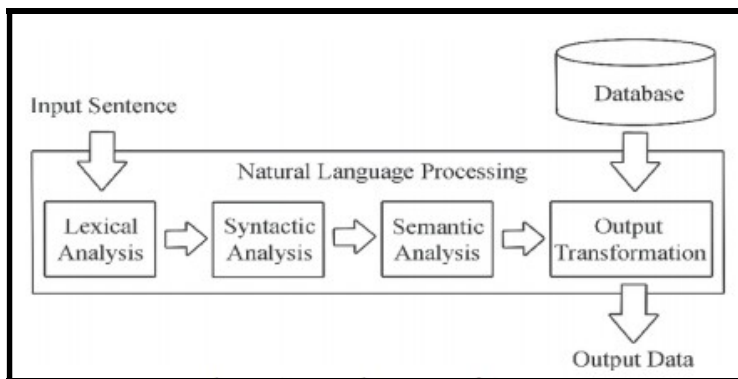 Input Sentence
Database
Natural Language Processing
Lexical
Analysis
Syntactic
Analysis
Semantic
Analysis
Output
Transformation
Output Data